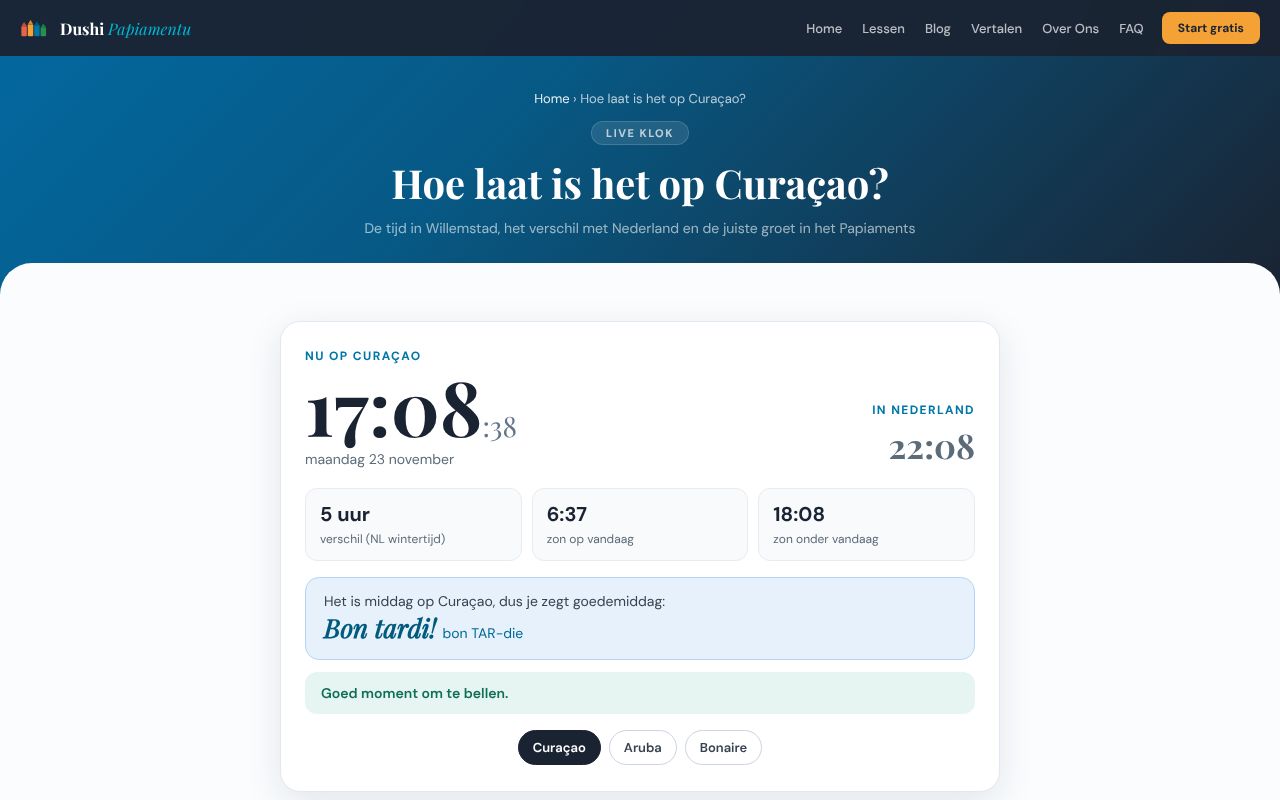 Dushi Papiamentu
Home Lessen Blog Vertalen Over Ons FAQ Start gratis
Home › Hoe laat is het op Curaçao?
LIVE KLOK
Hoe laat is het op Curaçao?
De tijd in Willemstad, het verschil met Nederland en de juiste groet in het Papiaments
NU OP CURAÇAO
17:08:38
maandag 23 november
IN NEDERLAND
22:08
5 uur
verschil (NL wintertijd)
6:37
zon op vandaag
18:08
zon onder vandaag
Het is middag op Curaçao, dus je zegt goedemiddag:
Bon tardi! bon TAR-die
Goed moment om te bellen.
Curaçao Aruba Bonaire